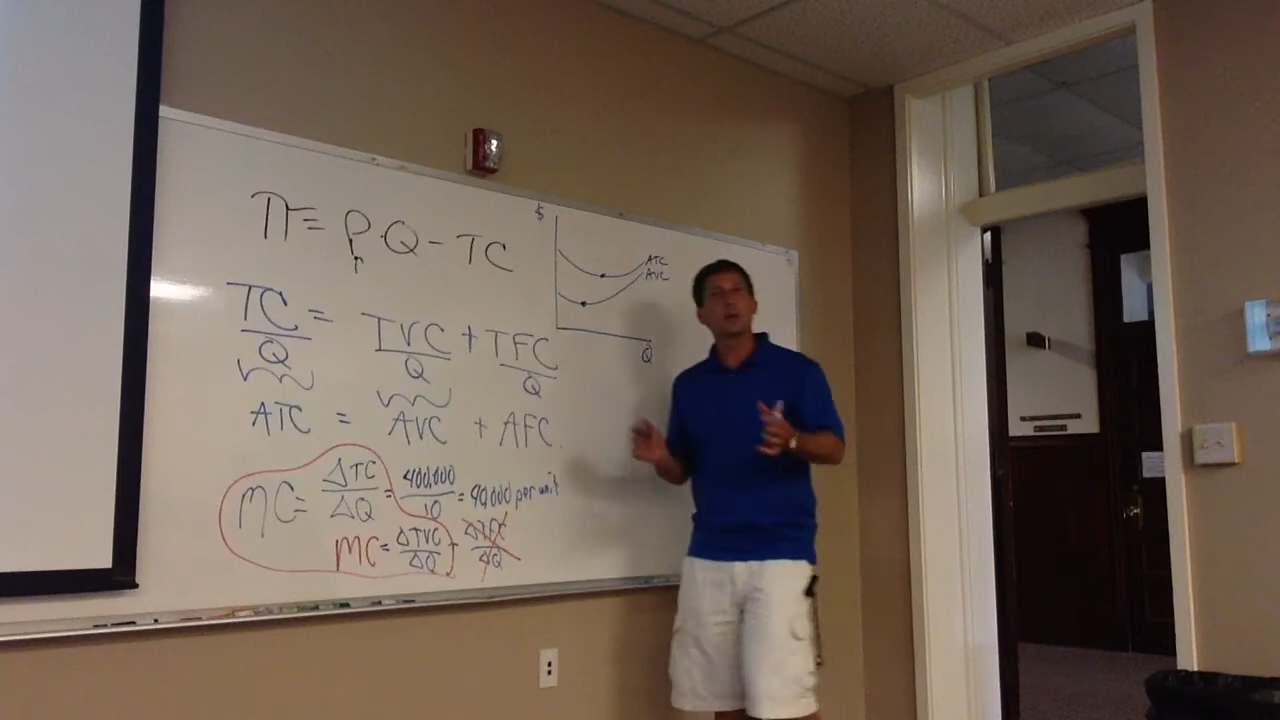 π ≡ P·Q - TC
TC/Q = TVC/Q + TFC/Q
ATC = AVC + AFC.
MC = ΔTC/ΔQ = 400,000/10 = 40,000 per unit
MC = ΔTVC/ΔQ + ΔTFC/ΔQ
$
ATC
AVC
Q